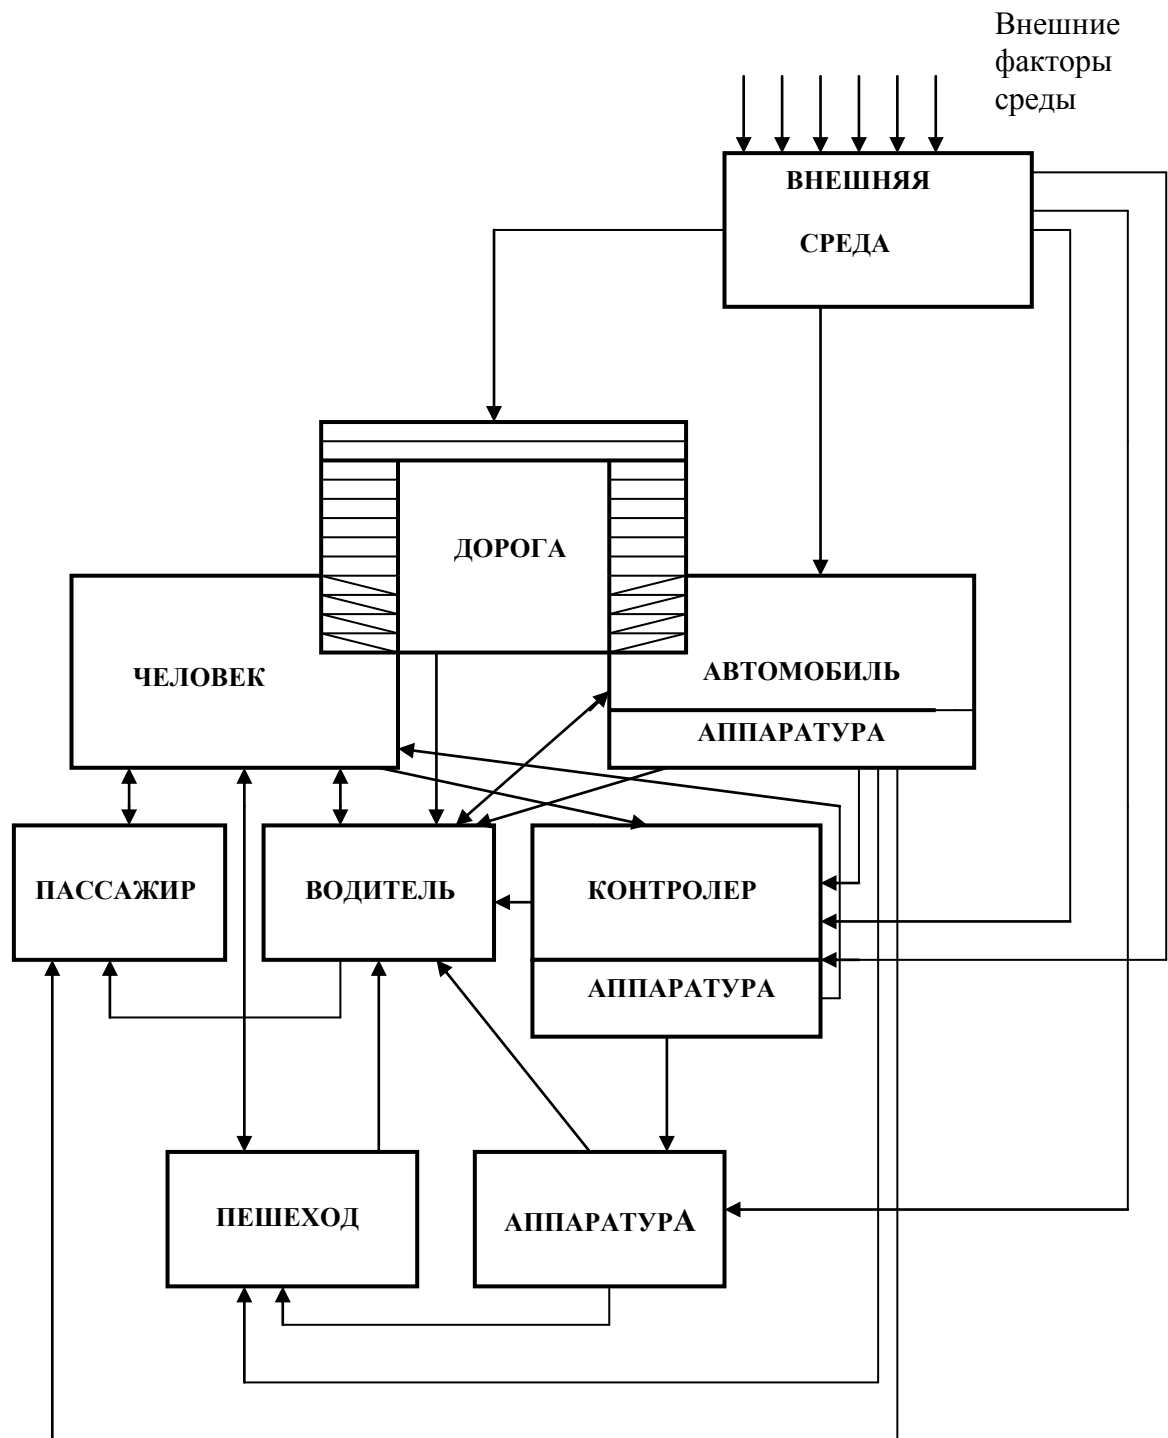 Внешние
факторы
среды
ВНЕШНЯЯ
СРЕДА
ДОРОГА
ЧЕЛОВЕК
АВТОМОБИЛЬ
АППАРАТУРА
ПАССАЖИР
ВОДИТЕЛЬ
КОНТРОЛЕР
АППАРАТУРА
ПЕШЕХОД
АППАРАТУРА